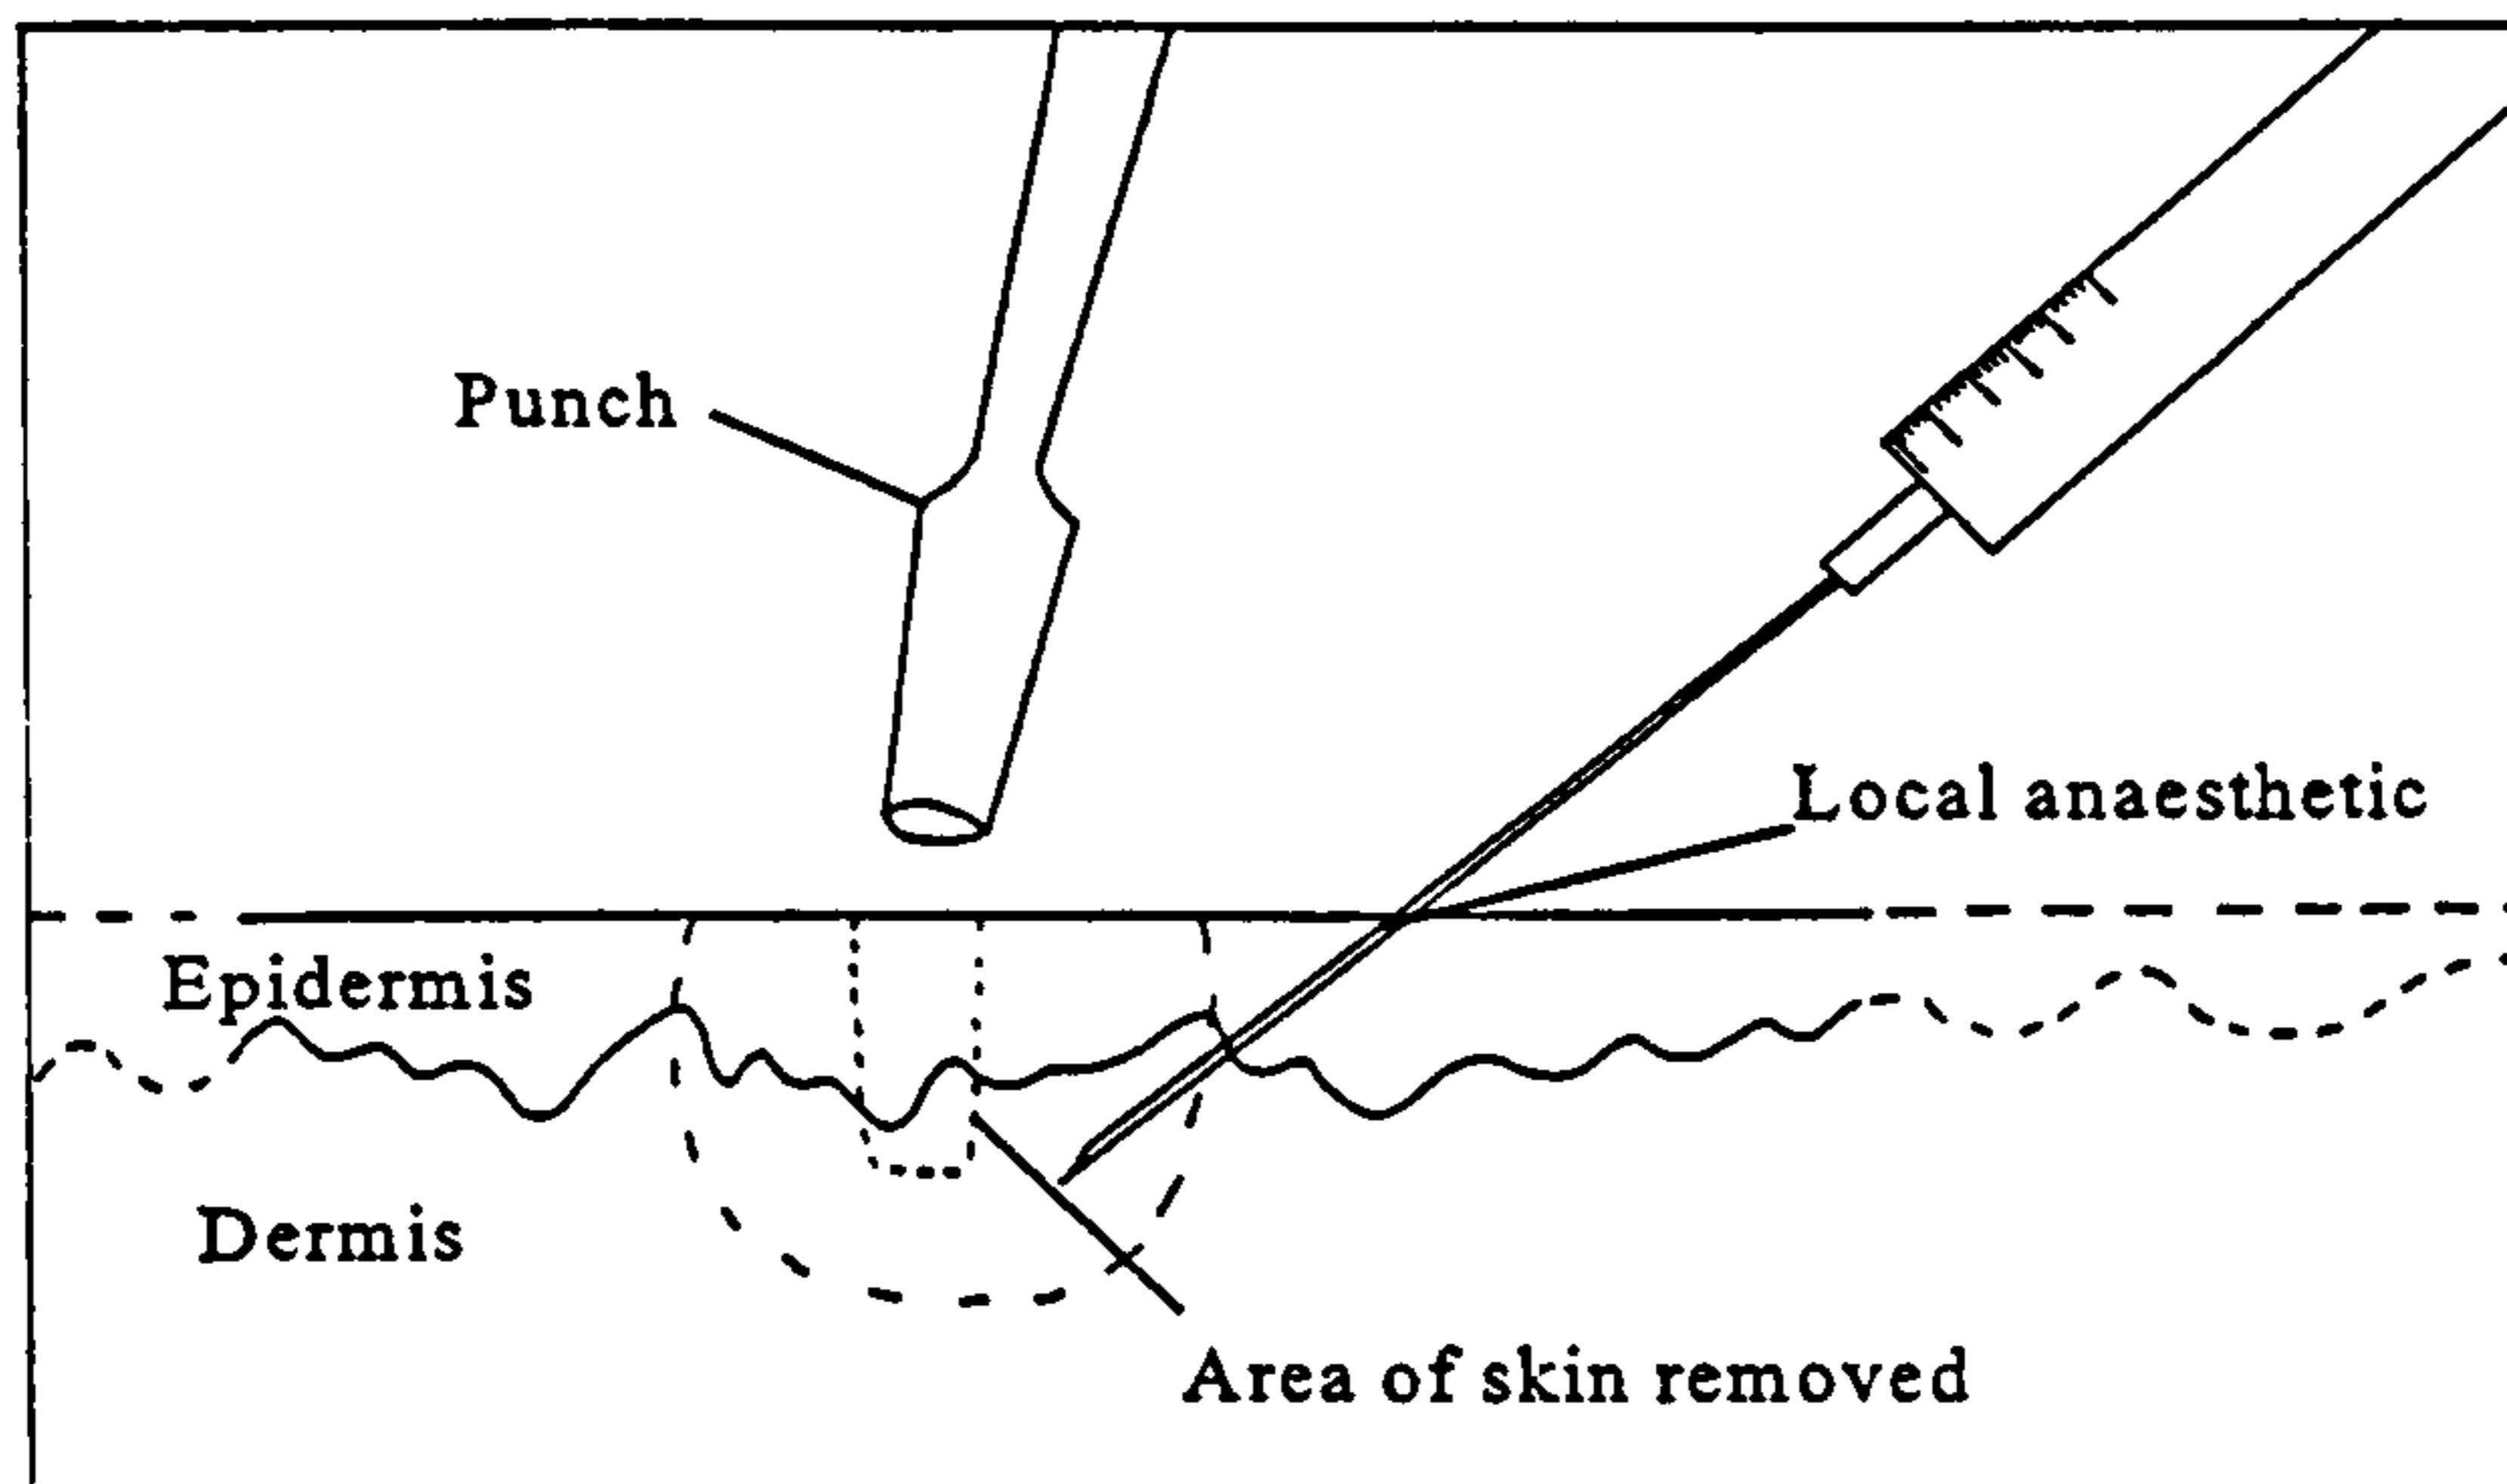 Punch
Local anaesthetic
Epidermis
Dermis
Area of skin removed